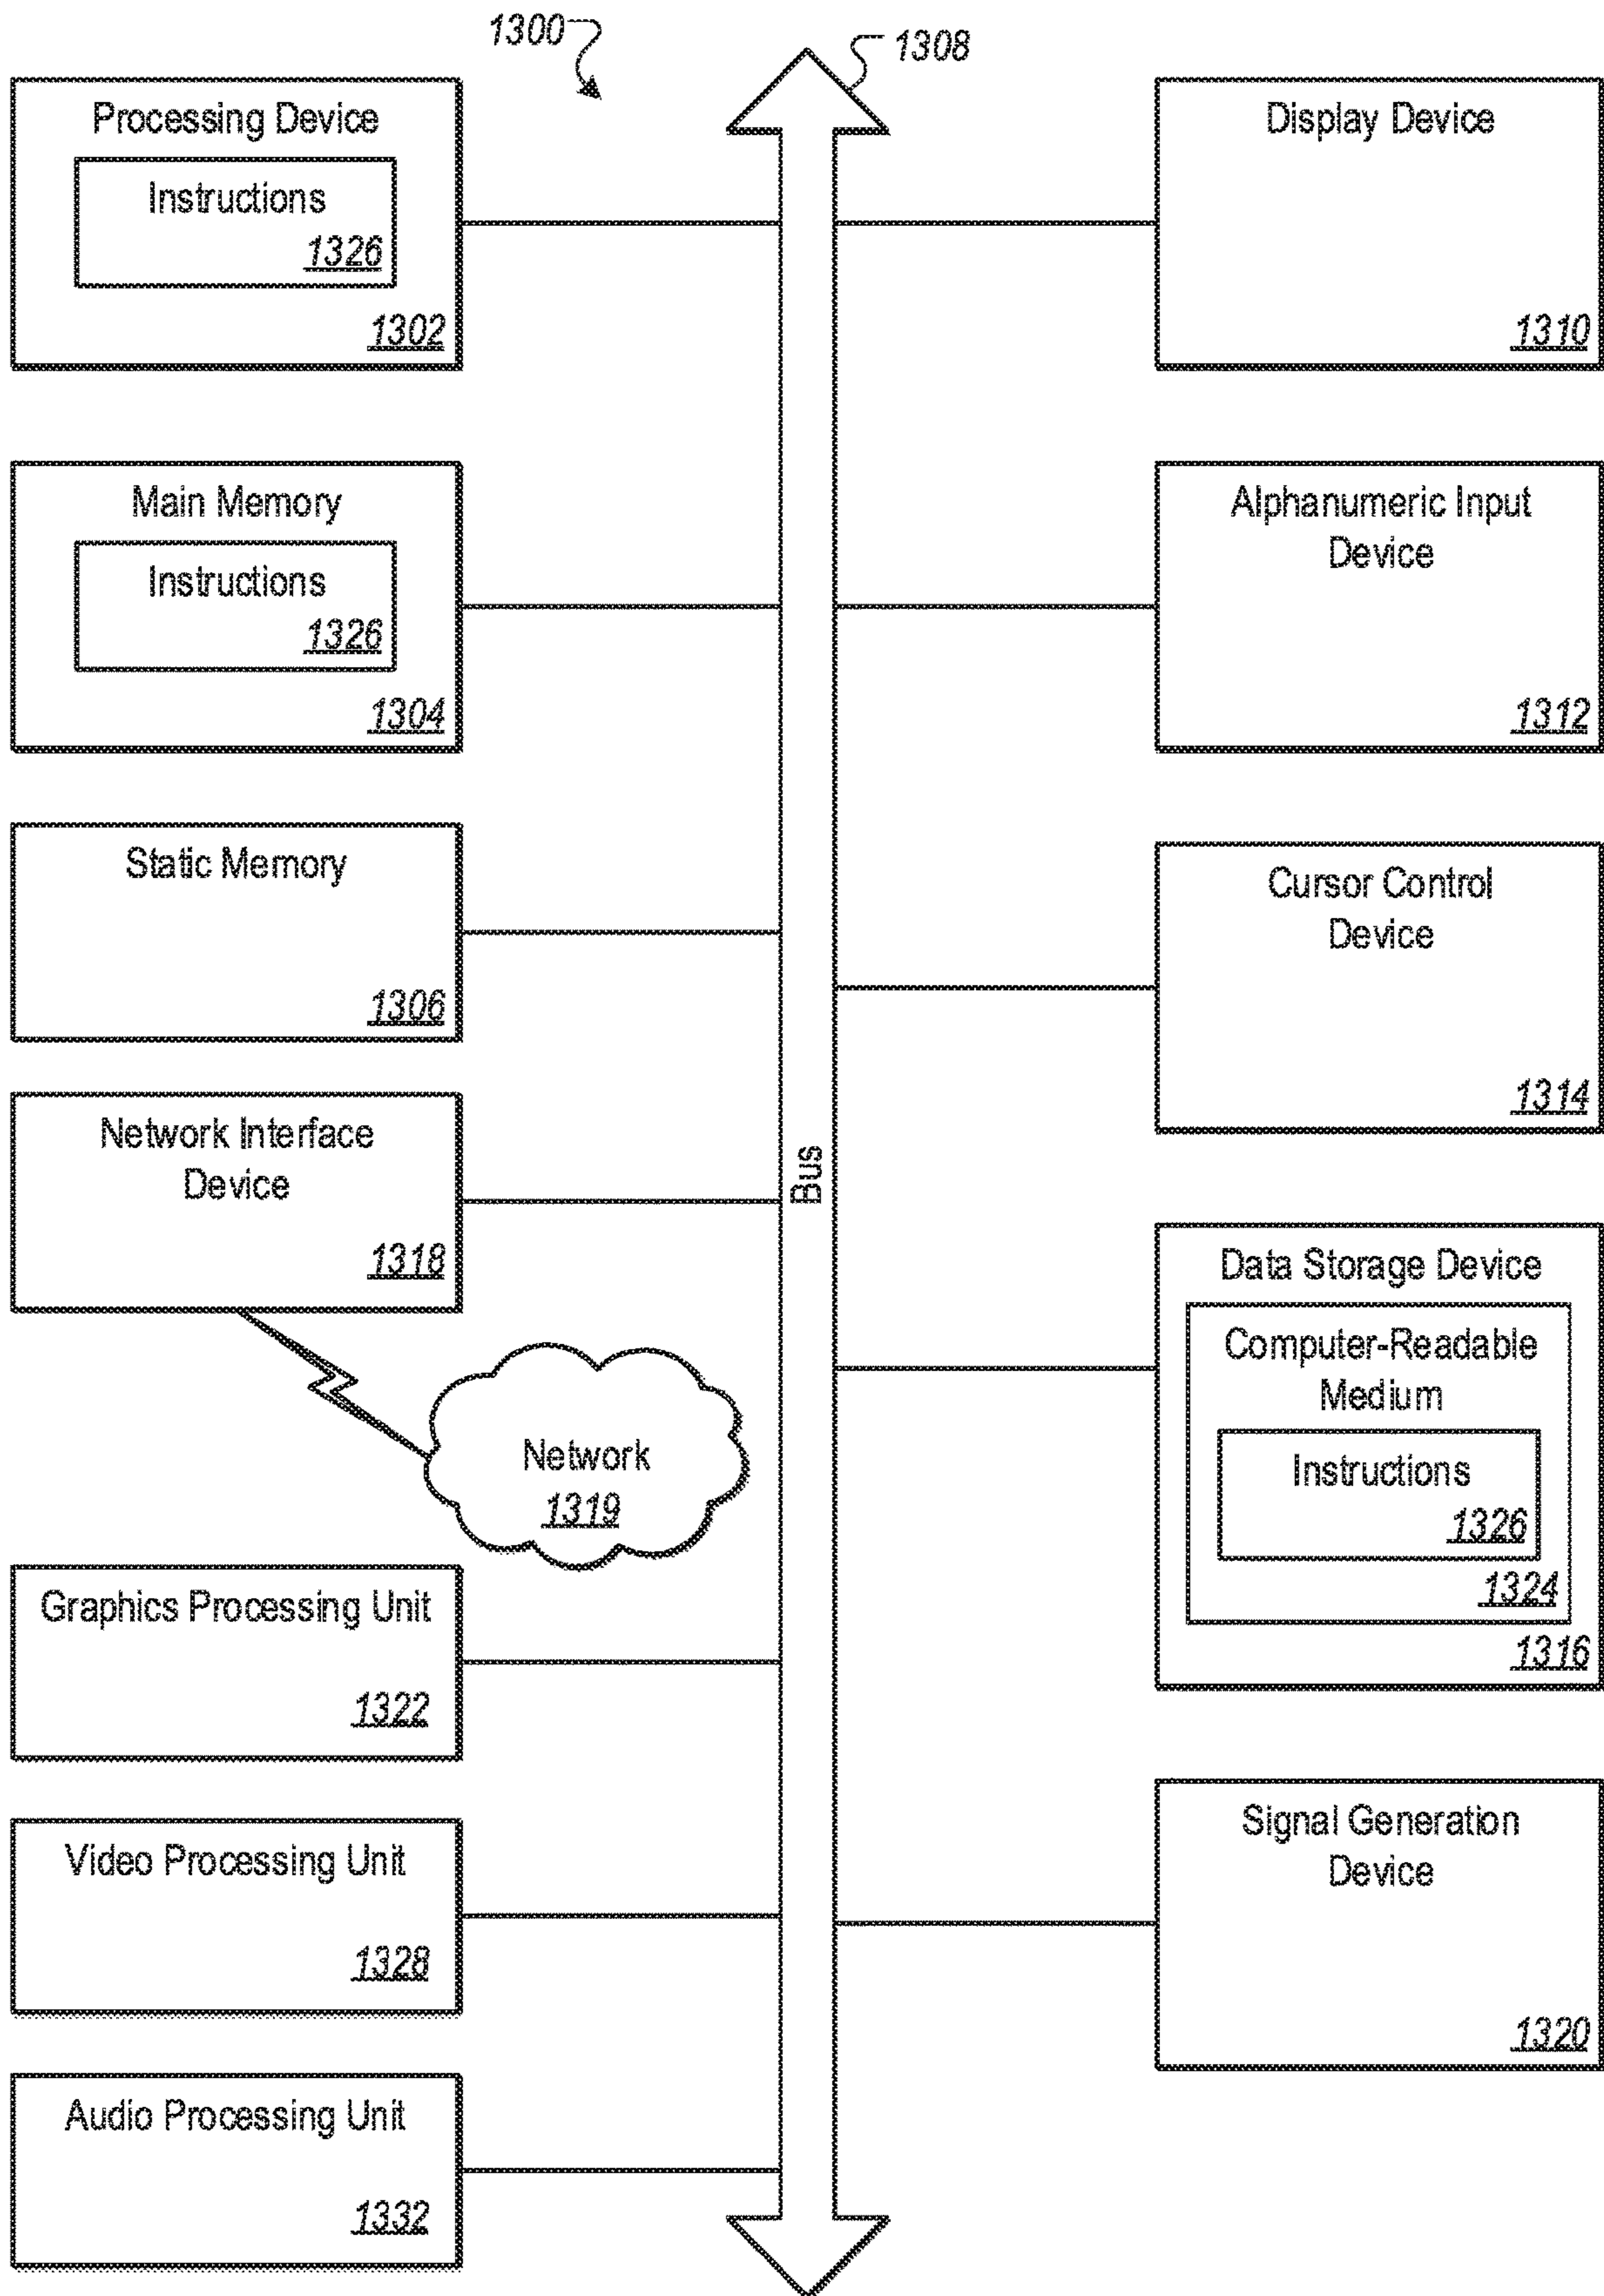 1300
1308
Processing Device
Instructions
1326
1302
Main Memory
Instructions
1326
1304
Static Memory
1306
Network Interface
Device
1318
Network
1319
Graphics Processing Unit
1322
Video Processing Unit
1328
Audio Processing Unit
1332
Bus
Display Device
1310
Alphanumeric Input
Device
1312
Cursor Control
Device
1314
Data Storage Device
Computer-Readable
Medium
Instructions
1326
1324
1316
Signal Generation
Device
1320